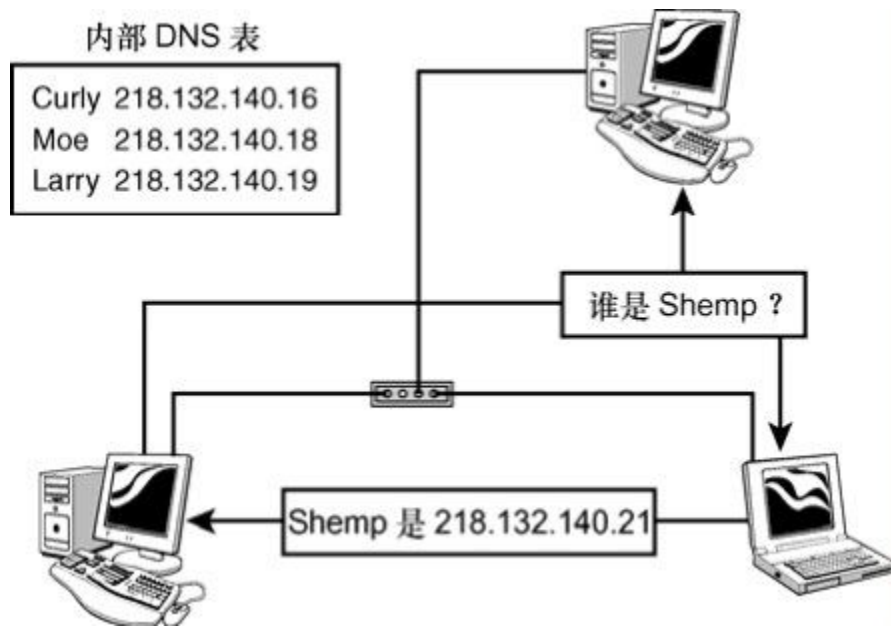 内部 DNS 表
Curly 218.132.140.16
Moe 218.132.140.18
Larry 218.132.140.19
谁是 Shemp？
Shemp 是 218.132.140.21